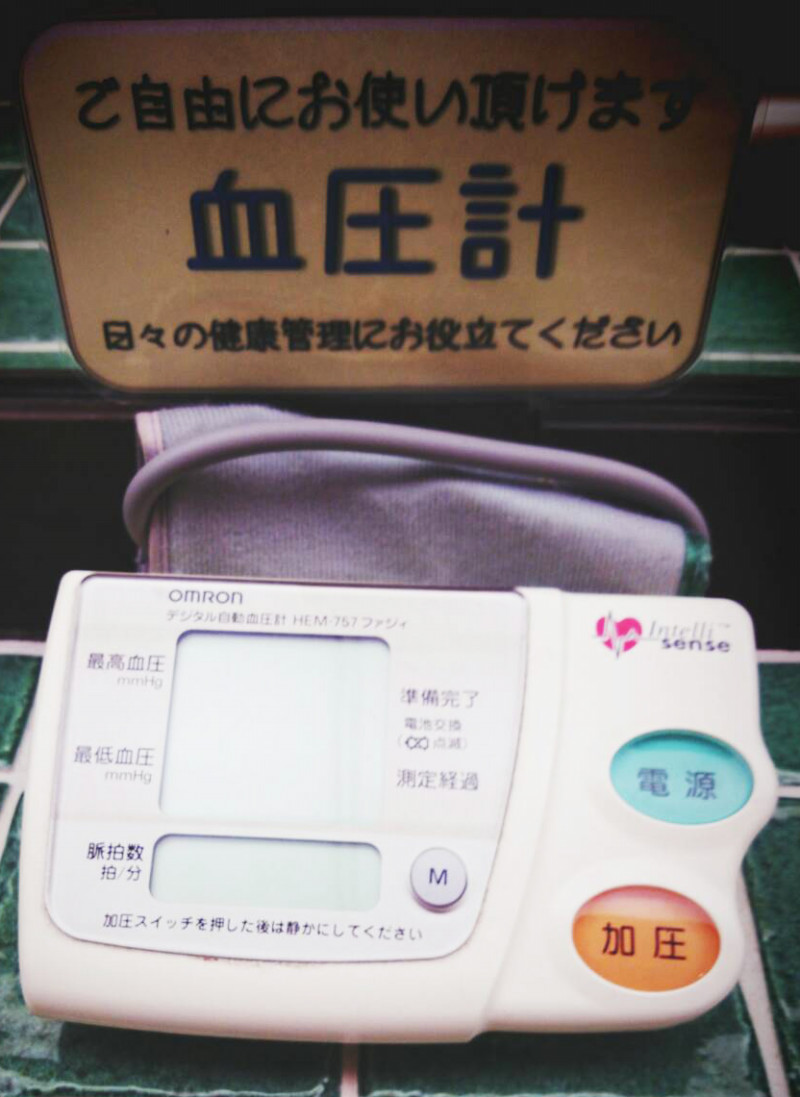 ご自由にお使い頂けます
血圧計
日々の健康管理にお役立てください
OMRON
デジタル自動血圧計 HEM-757ファジィ
Intelli™
sense
最高血圧
mmHg
準備完了
電池交換
(点滅)
最低血圧
mmHg
測定経過
電源
脈拍数
拍/分
M
加圧スイッチを押した後は静かにしてください
加圧